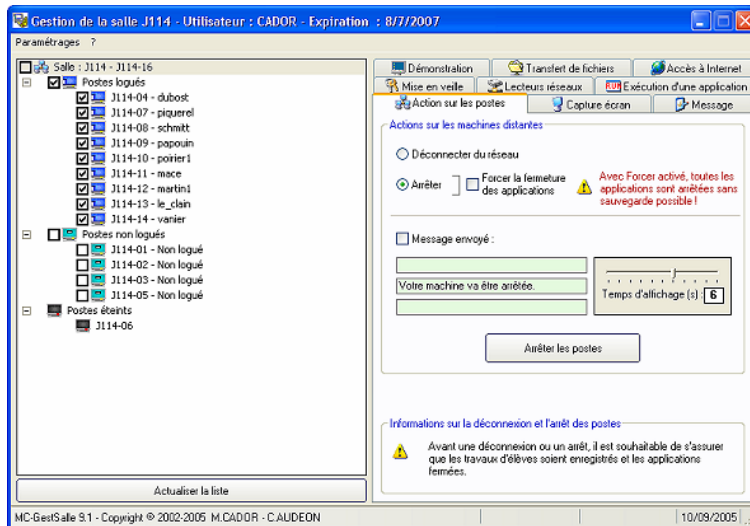 Gestion de la salle J114 - Utilisateur : CADOR - Expiration : 8/7/2007
Paramétrages ?
Salle : J114 - J114-16
Postes logués
J114-04 - dubost
J114-07 - piquerel
J114-08 - schmitt
J114-09 - papouin
J114-10 - poirier1
J114-11 - mace
J114-12 - martin1
J114-13 - le_clain
J114-14 - vanier
Postes non logués
J114-01 - Non logué
J114-02 - Non logué
J114-03 - Non logué
J114-05 - Non logué
Postes éteints
J114-06
Actualiser la liste
Démonstration
Transfert de fichiers
Accès à Internet
Mise en veille
Lecteurs réseaux
RUN Exécution d'une application
Action sur les postes
Capture écran
Message
Actions sur les machines distantes
Déconnecter du réseau
Arrêter
Forcer la fermeture
des applications
Avec Forcer activé, toutes les
applications sont arrêtées sans
sauvegarde possible !
Message envoyé :
Votre machine va être arrêtée.
Temps d'affichage (s) : 6
Arrêter les postes
Informations sur la déconnexion et l'arrêt des postes
Avant une déconnexion ou un arrêt, il est souhaitable de s'assurer
que les travaux d'élèves soient enregistrés et les applications
fermées.
MC-GestSalle 9.1 - Copyright © 2002-2005 M.CADOR - C.AUDEON
10/09/2005